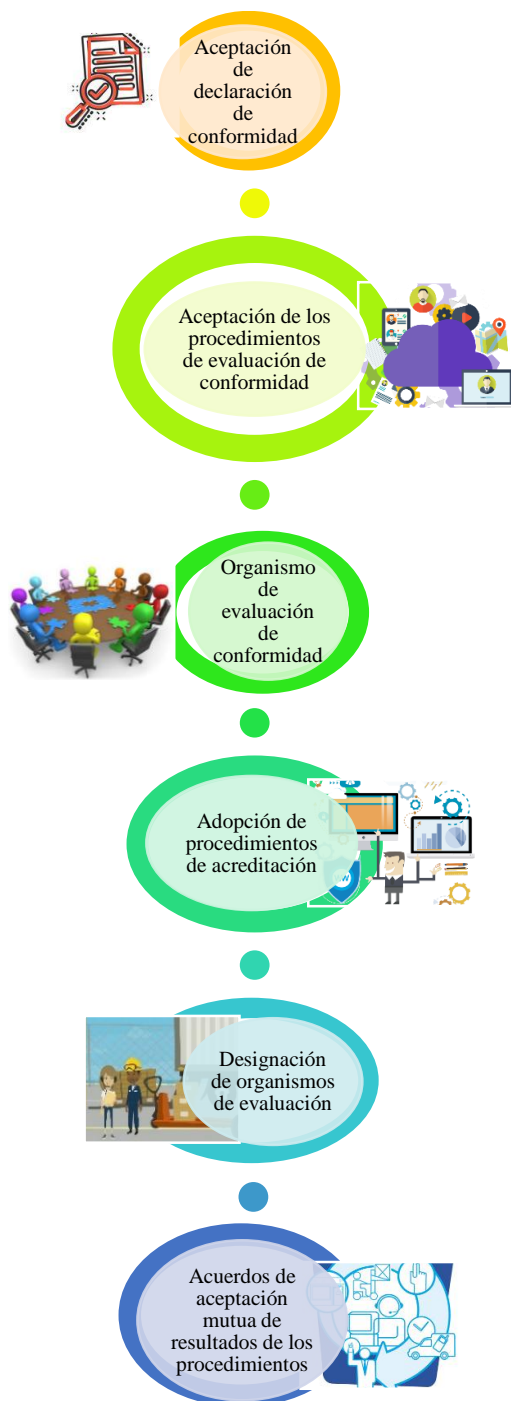 Aceptación
de
declaración
de
conformidad
Aceptación de los
procedimientos
de evaluación de
conformidad
Organismo
de
evaluación
de
conformidad
Adopción de
procedimientos
de acreditación
Designación
de organismos
de evaluación
Acuerdos de
aceptación
mutua de
resultados de los
procedimientos